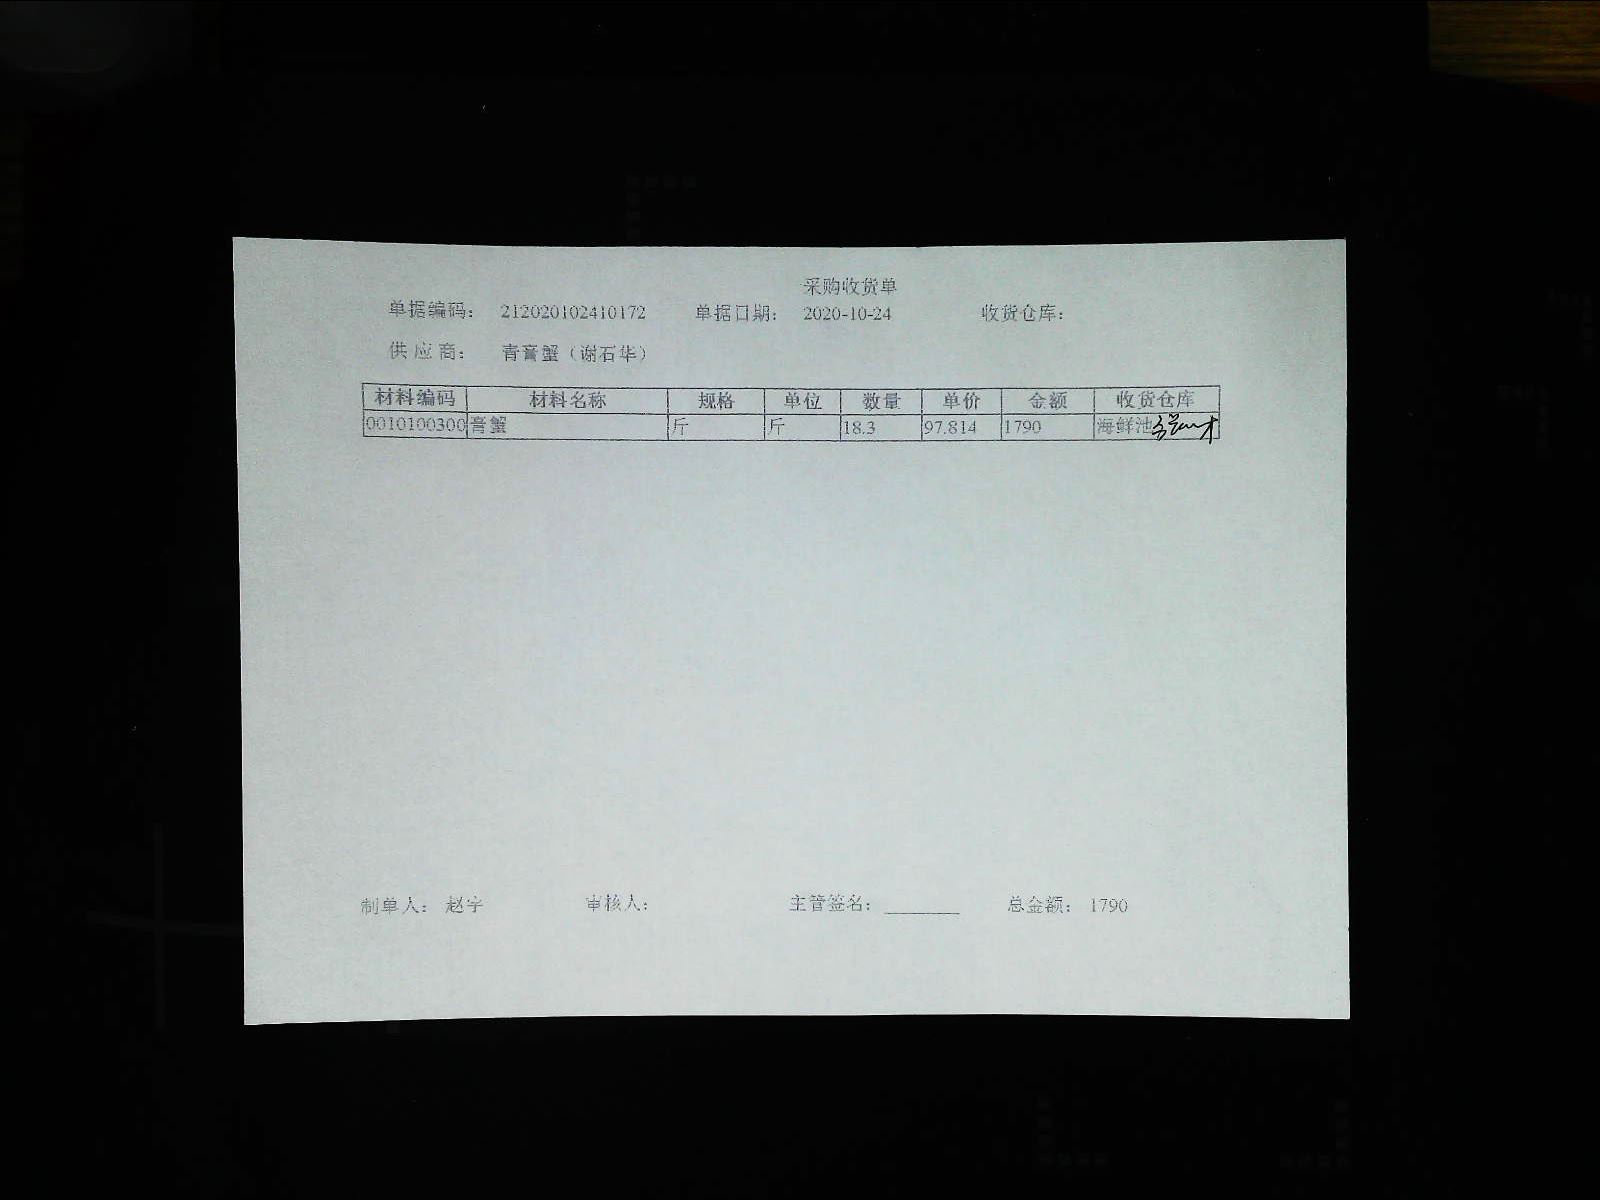 采购收货单
单据编码： 212020102410172 单据日期： 2020-10-24 收货仓库：
供 应 商： 青膏蟹（谢石华）
材料编码 材料名称 规格 单位 数量 单价 金额 收货仓库
0010100300 膏蟹 斤 斤 18.3 97.814 1790 海鲜池
制单人： 赵宇 审核人： 主管签名： ________ 总金额： 1790